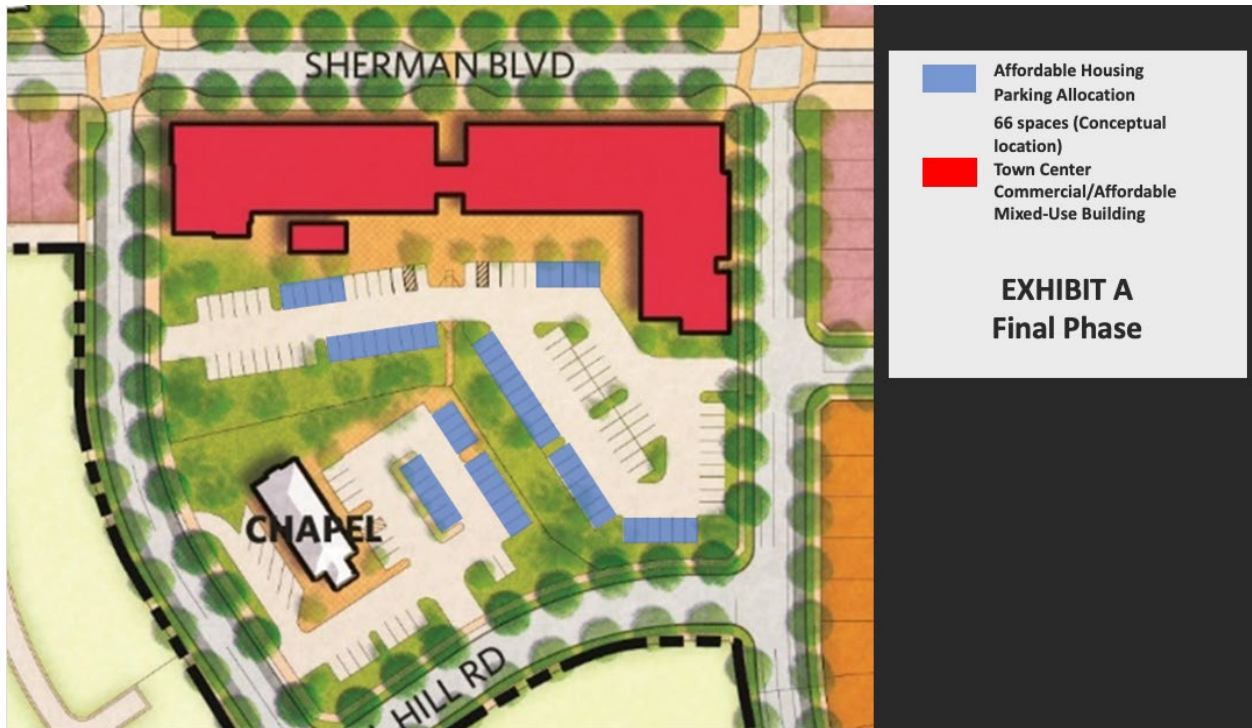 SHERMAN BLVD
CHAPEL
HILL RD
Affordable Housing
Parking Allocation
66 spaces (Conceptual
location)
Town Center
Commercial/Affordable
Mixed-Use Building
EXHIBIT A
Final Phase